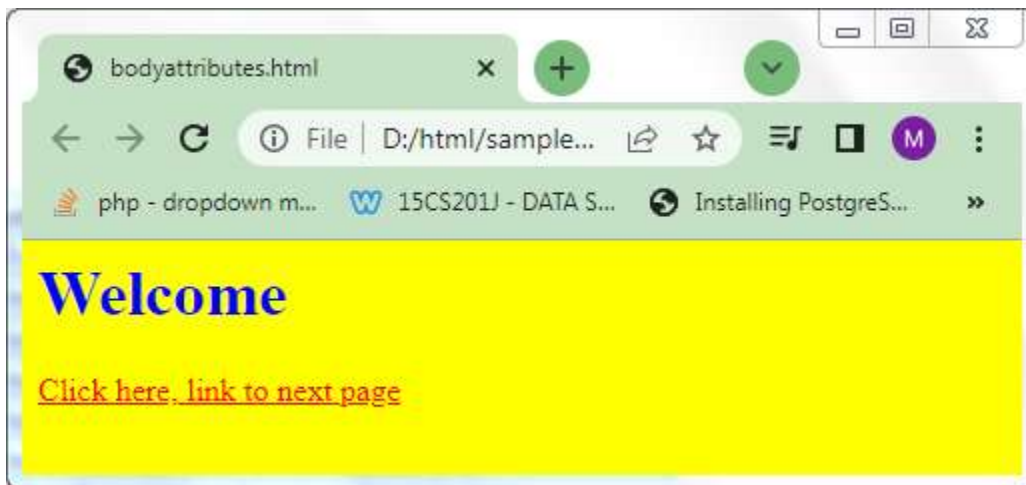 bodyattributes.html
File | D:/html/sample... M
php - dropdown m... 15CS201J - DATA S... Installing PostgreS... »
Welcome
Click here, link to next page